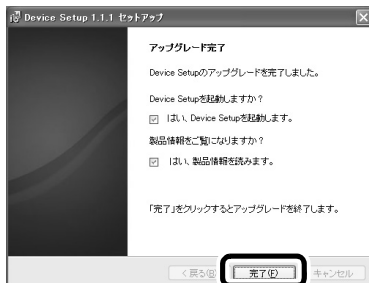 Device Setup 1.1.1 セットアップ
アップグレード完了
Device Setupのアップグレードを完了しました。
Device Setupを起動しますか？
はい、Device Setupを起動します。
製品情報をご覧になりますか？
はい、製品情報を読みます。
「完了」をクリックするとアップグレードを終了します。
< 戻る(B) 完了(F) キャンセル